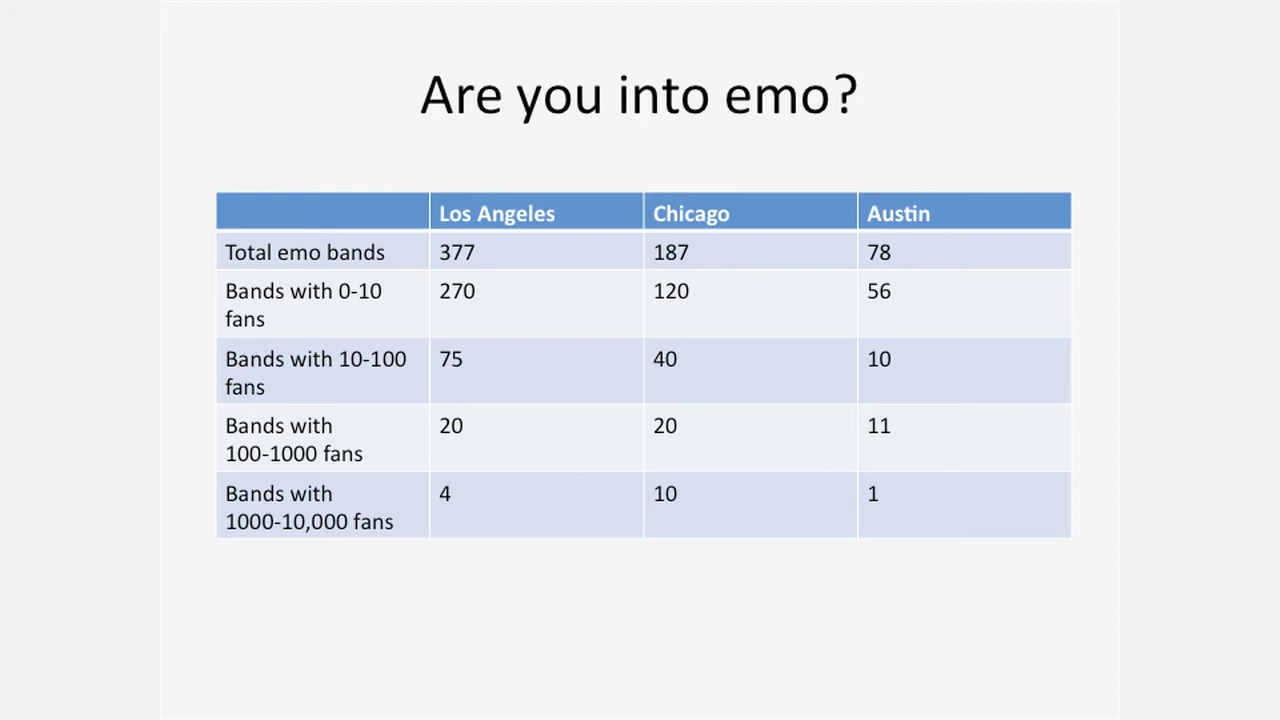 Are you into emo?
Los Angeles Chicago Austin
Total emo bands 377 187 78
Bands with 0-10 270 120 56
fans
Bands with 10-100 75 40 10
fans
Bands with 20 20 11
100-1000 fans
Bands with 4 10 1
1000-10,000 fans